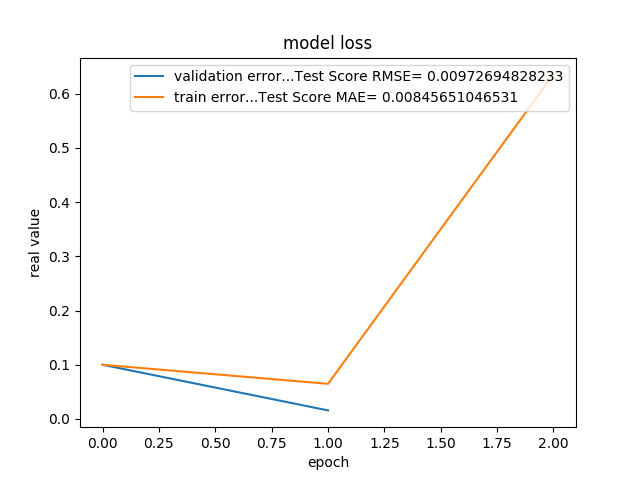 model loss
validation error...Test Score RMSE= 0.00972694828233
train error...Test Score MAE= 0.00845651046531
real value
0.6
0.5
0.4
0.3
0.2
0.1
0.0
0.00 0.25 0.50 0.75 1.00 1.25 1.50 1.75 2.00
epoch